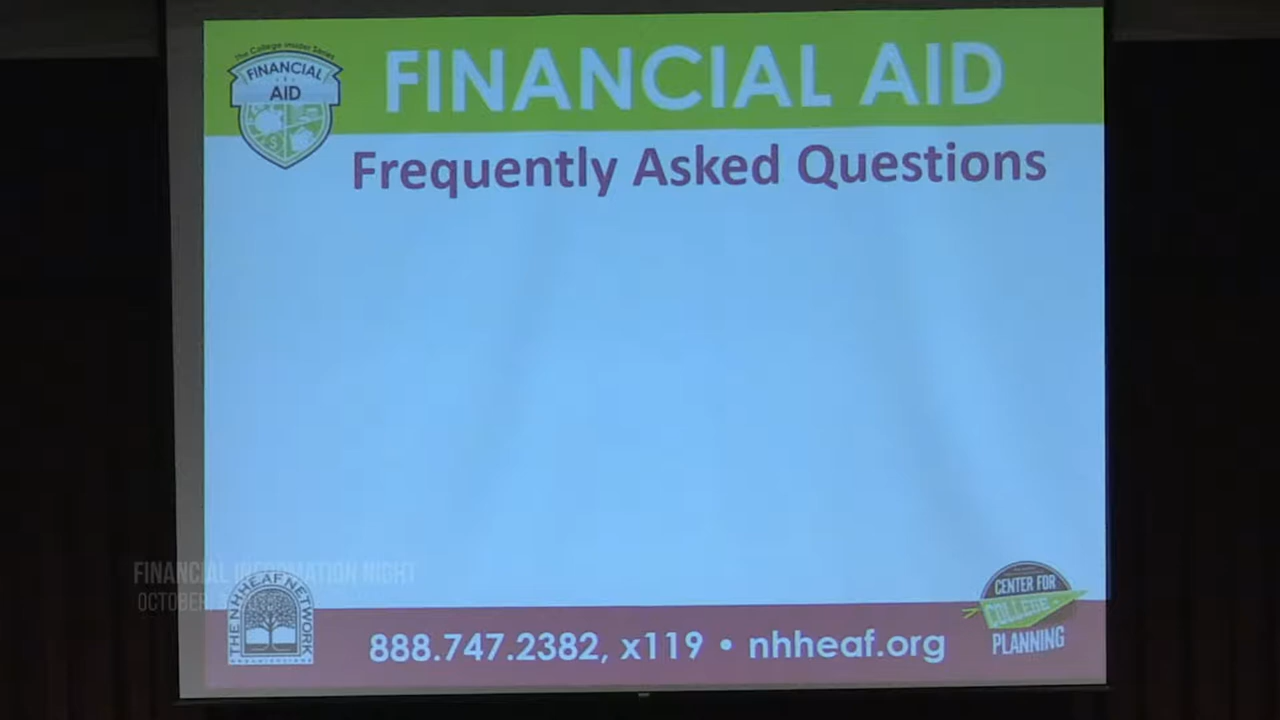 The College Insider Series
FINANCIAL
AID
FINANCIAL AID
Frequently Asked Questions
FINANCIAL INFORMATION NIGHT
OCTOBER
THE NHHEAF NETWORK
ORGANIZATIONS
888.747.2382, x119 • nhheaf.org
CENTER FOR
COLLEGE
PLANNING